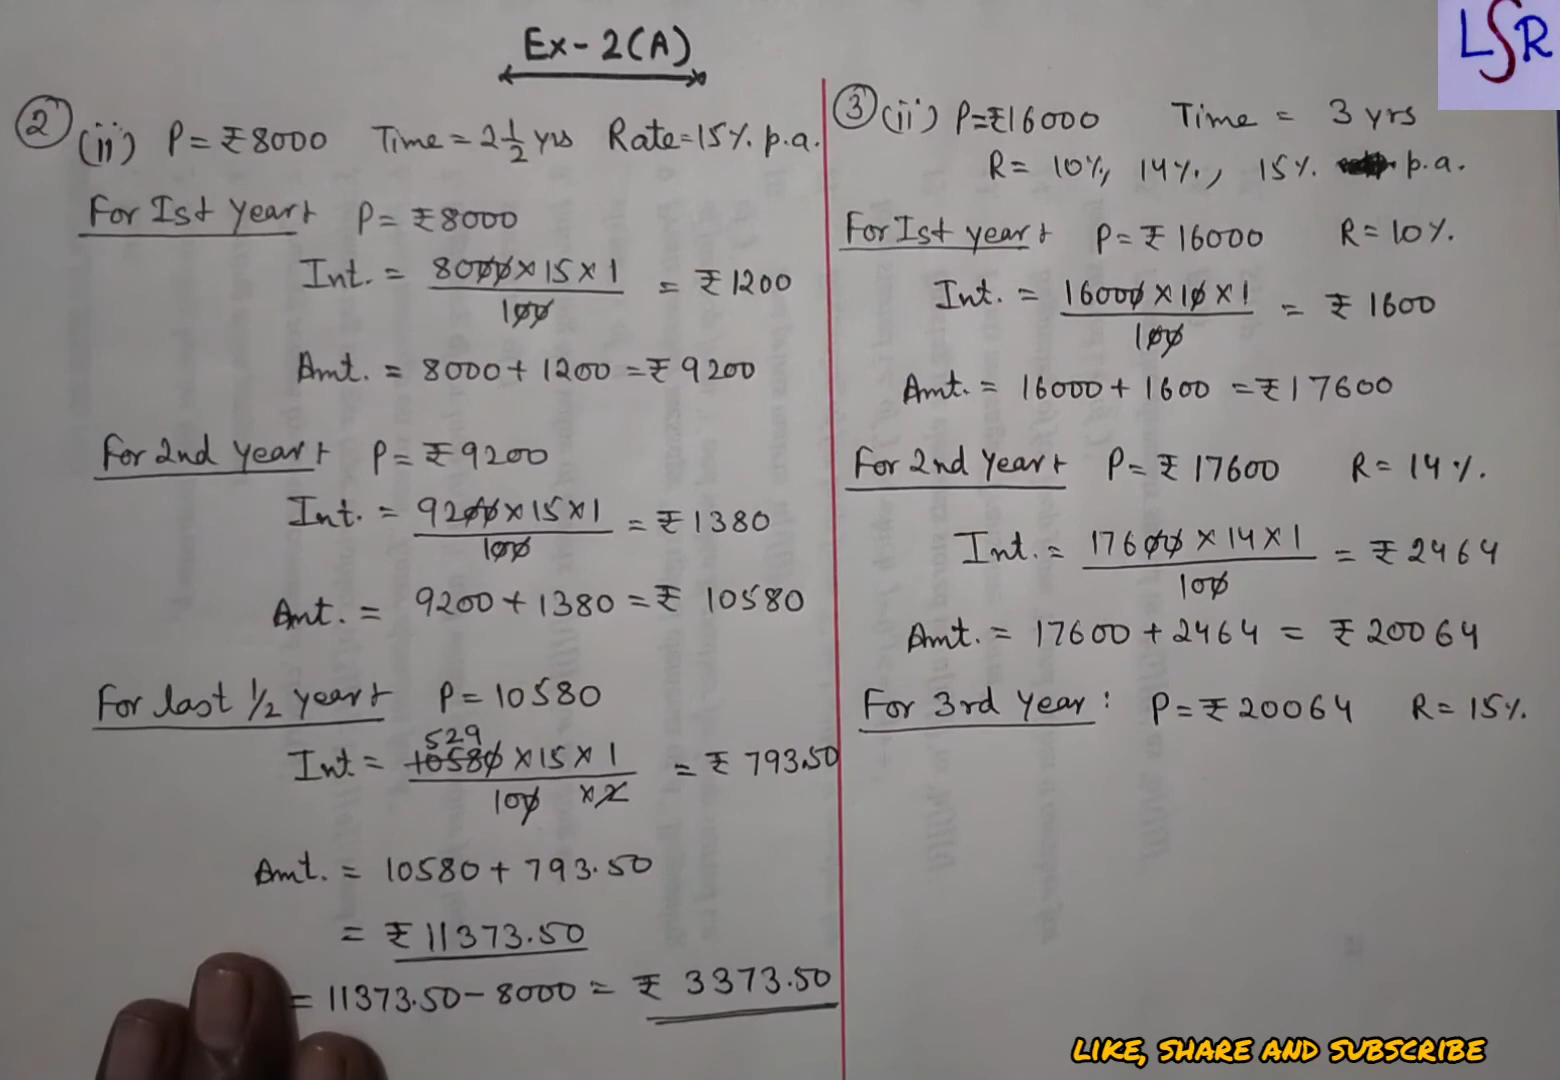 Ex-2(A)
LSR
② (ii) P=₹8000 Time=2½ yrs Rate=15%. p.a.
For Ist year: P=₹8000
Int. = 8000×15×1/100 = ₹1200
Amt. = 8000+1200=₹9200
For 2nd year: P=₹9200
Int. = 9200×15×1/100 = ₹1380
Amt. = 9200+1380=₹10580
For last ½ year: P=10580
529
Int = 10580×15×1/100×2 = ₹793.50
Amt. = 10580+793.50
= ₹11373.50
= 11373.50-8000 = ₹3373.50
③ (ii) P=₹16000 Time = 3 yrs
R= 10%, 14%., 15%. p.a.
For Ist year: P=₹16000 R=10%.
Int. = 16000×10×1/100 = ₹1600
Amt. = 16000+1600=₹17600
For 2nd year: P=₹17600 R=14%.
Int. = 17600×14×1/100 = ₹2464
Amt. = 17600+2464 = ₹20064
For 3rd year: P=₹20064 R=15%.
LIKE, SHARE AND SUBSCRIBE